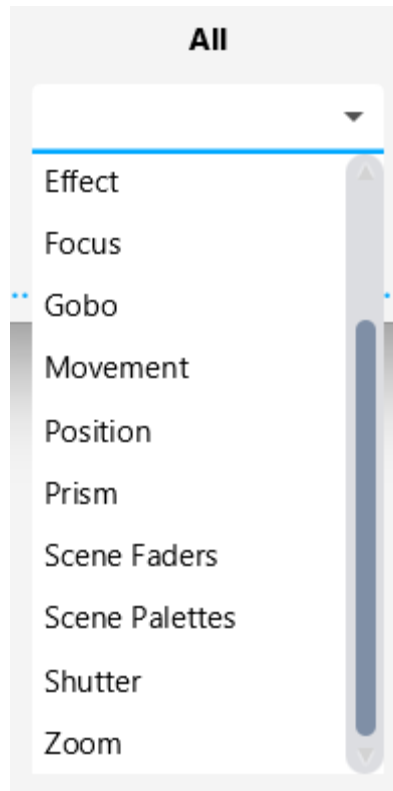 All
Effect
Focus
Gobo
Movement
Position
Prism
Scene Faders
Scene Palettes
Shutter
Zoom